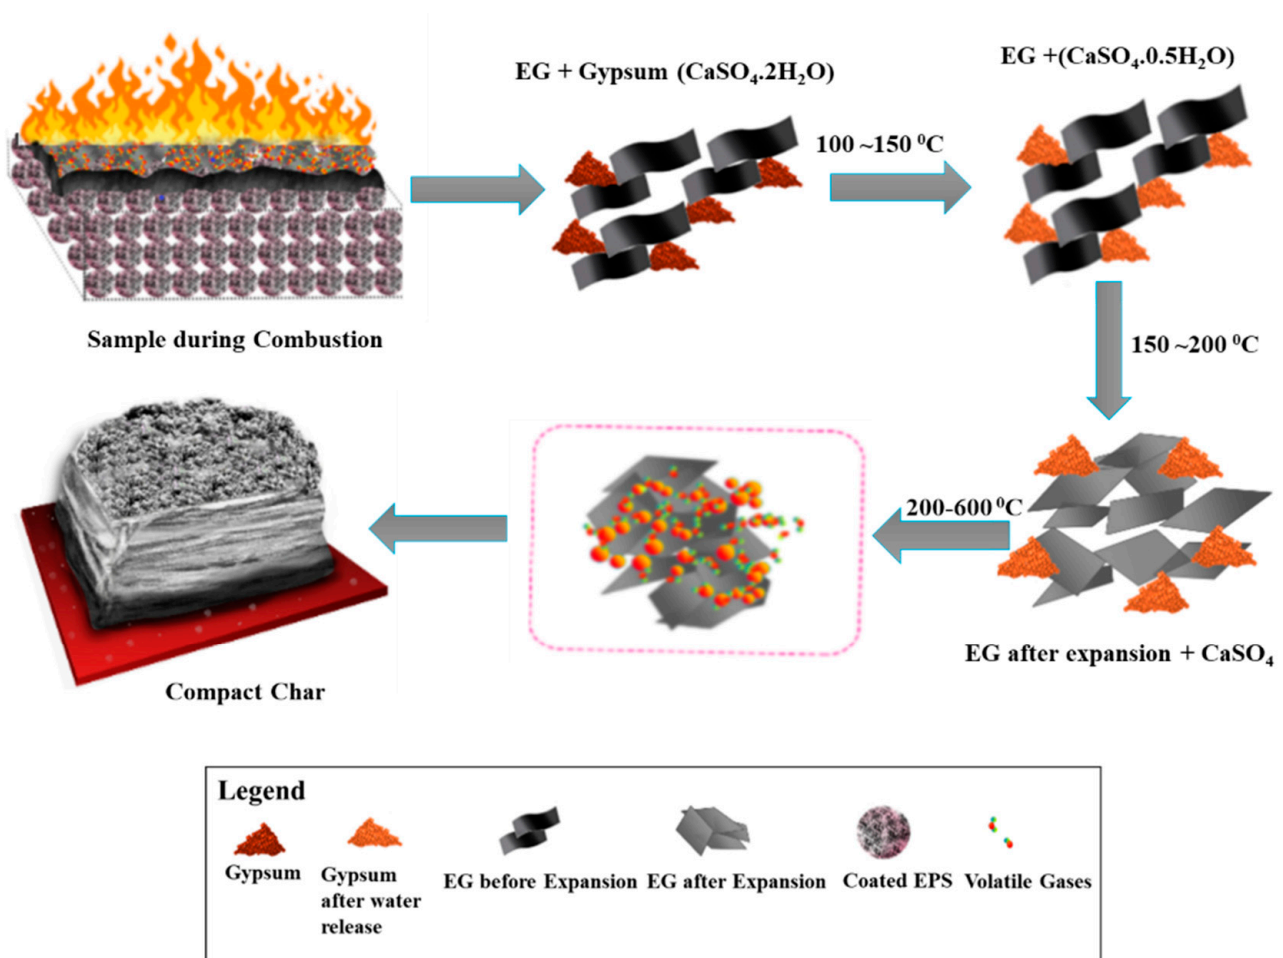 EG + Gypsum (CaSO₄.2H₂O)
EG +(CaSO₄.0.5H₂O)
100 ~150 ⁰C
Sample during Combustion
150 ~200 ⁰C
200-600 ⁰C
EG after expansion + CaSO₄
Compact Char
Legend
Gypsum
Gypsum
after water
release
EG before Expansion
EG after Expansion
Coated EPS
Volatile Gases